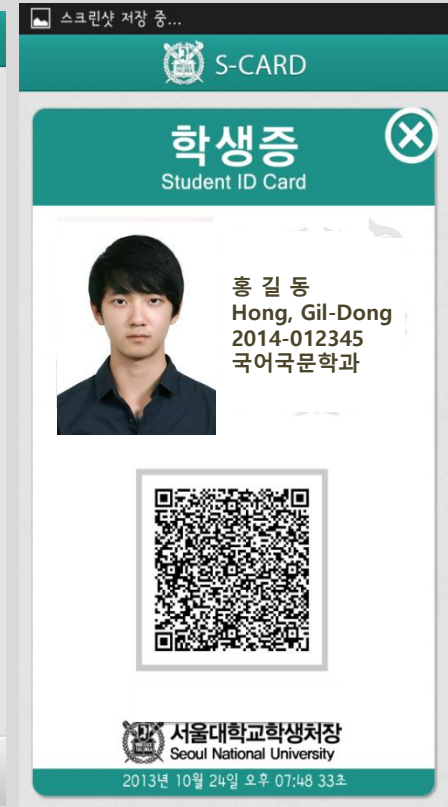 스크린샷 저장 중...
S-CARD
학생증
Student ID Card
홍 길 동
Hong, Gil-Dong
2014-012345
국어국문학과
서울대학교학생처장
Seoul National University
2013년 10월 24일 오후 07:48 33초